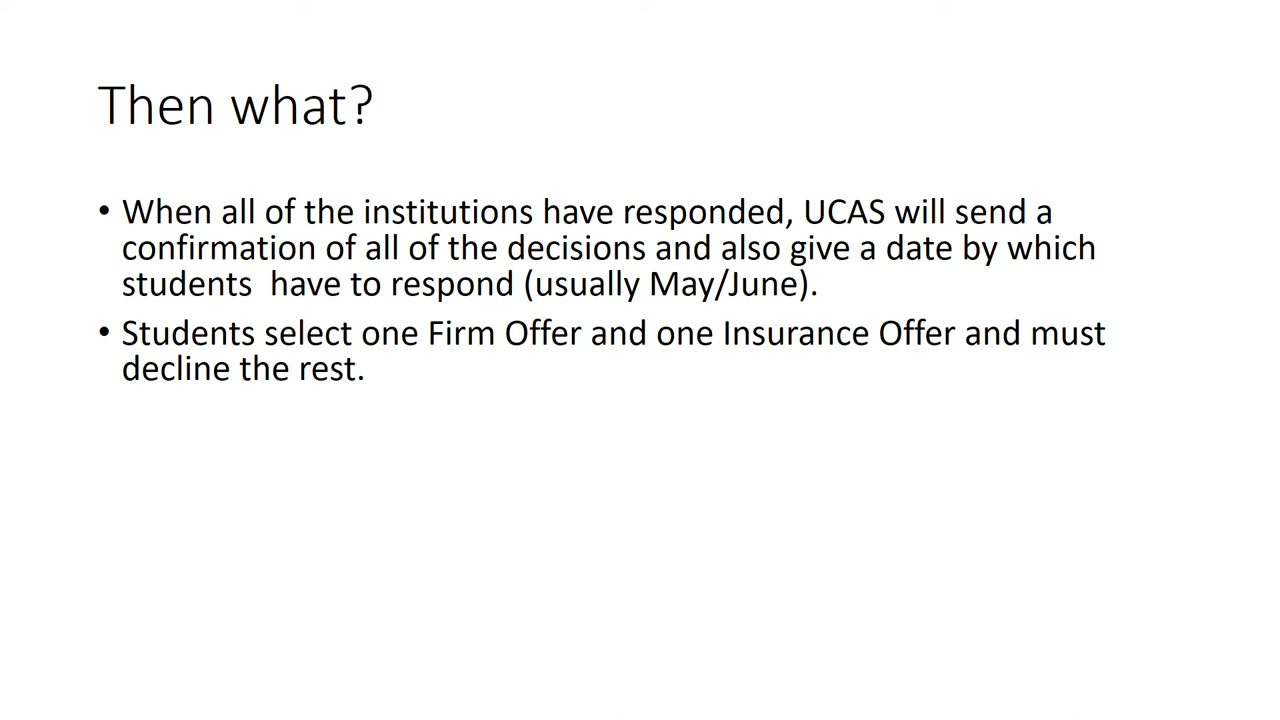 Then what?
• When all of the institutions have responded, UCAS will send a
confirmation of all of the decisions and also give a date by which
students  have to respond (usually May/June).
• Students select one Firm Offer and one Insurance Offer and must
decline the rest.